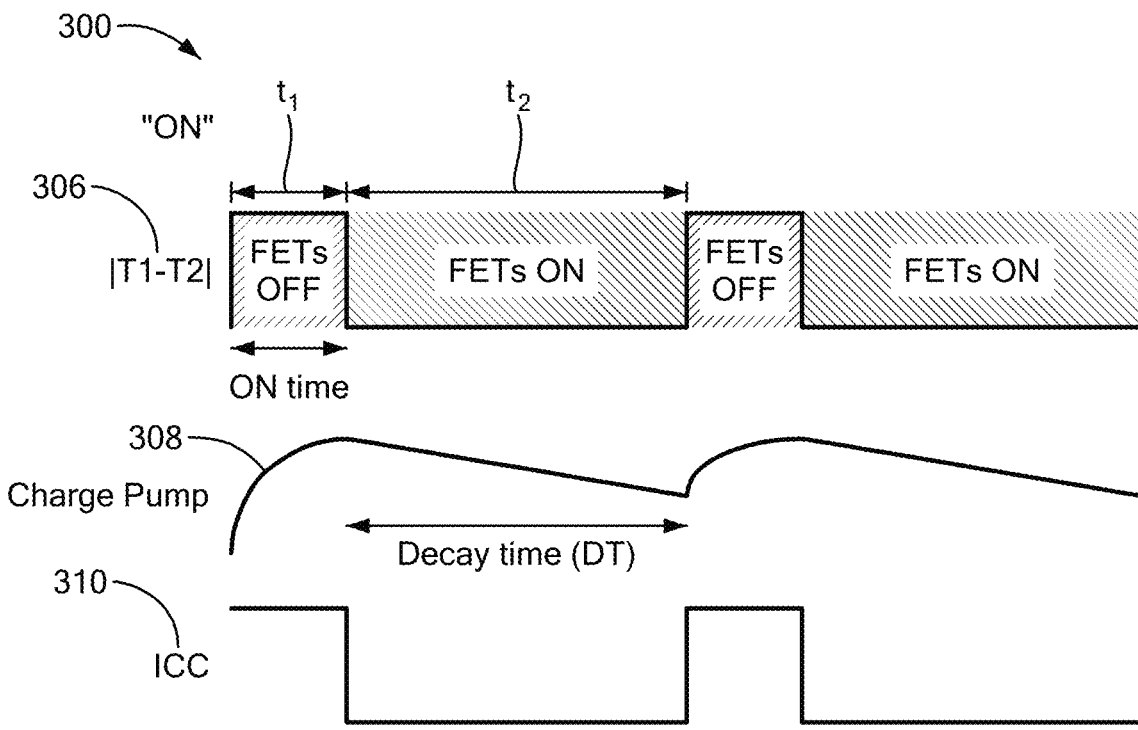 300
t1
t2
"ON"
306
|T1-T2|
FETs
OFF
FETs ON
FETs
OFF
FETs ON
ON time
308
Charge Pump
Decay time (DT)
310
ICC